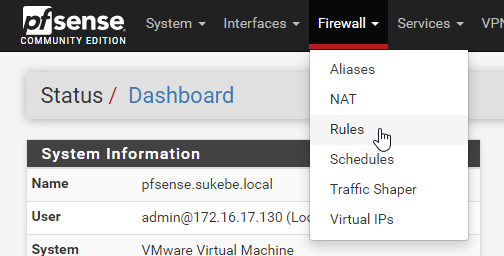 pfsense
COMMUNITY EDITION
System Interfaces Firewall Services VPN
Aliases
NAT
Rules
Schedules
Traffic Shaper
Virtual IPs
Status / Dashboard
System Information
Name pfsense.sukebe.local
User admin@172.16.17.130 (Loc
System VMware Virtual Machine